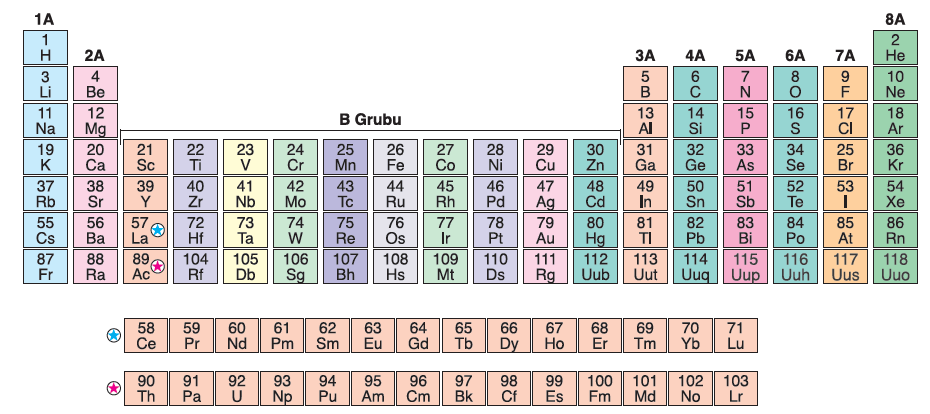 1A 8A
1 2
H 2A 3A 4A 5A 6A 7A He
3 4 5 6 7 8 9 10
Li Be B C N O F Ne
11 12 13 14 15 16 17 18
Na Mg B Grubu Al Si P S Cl Ar
19 20 21 22 23 24 25 26 27 28 29 30 31 32 33 34 25 36
K Ca Sc Ti V Cr Mn Fe Co Ni Cu Zn Ga Ge As Se Br Kr
37 38 39 40 41 42 43 44 45 46 47 48 49 50 51 52 53 54
Rb Sr Y Zr Nb Mo Tc Ru Rh Pd Ag Cd In Sn Sb Te I Xe
55 56 57 72 73 74 75 76 77 78 79 80 81 82 83 84 85 86
Cs Ba La Hf Ta W Re Os Ir Pt Au Hg Tl Pb Bi Po At Rn
87 88 89 104 105 106 107 108 109 110 111 112 113 114 115 116 117 118
Fr Ra Ac Rf Db Sg Bh Hs Mt Ds Rg Uub Uut Uuq Uup Uuh Uus Uuo
58 59 60 61 62 63 64 65 66 67 68 69 70 71
Ce Pr Nd Pm Sm Eu Gd Tb Dy Ho Er Tm Yb Lu
90 91 92 93 94 95 96 97 98 99 100 101 102 103
Th Pa U Np Pu Am Cm Bk Cf Es Fm Md No Lr